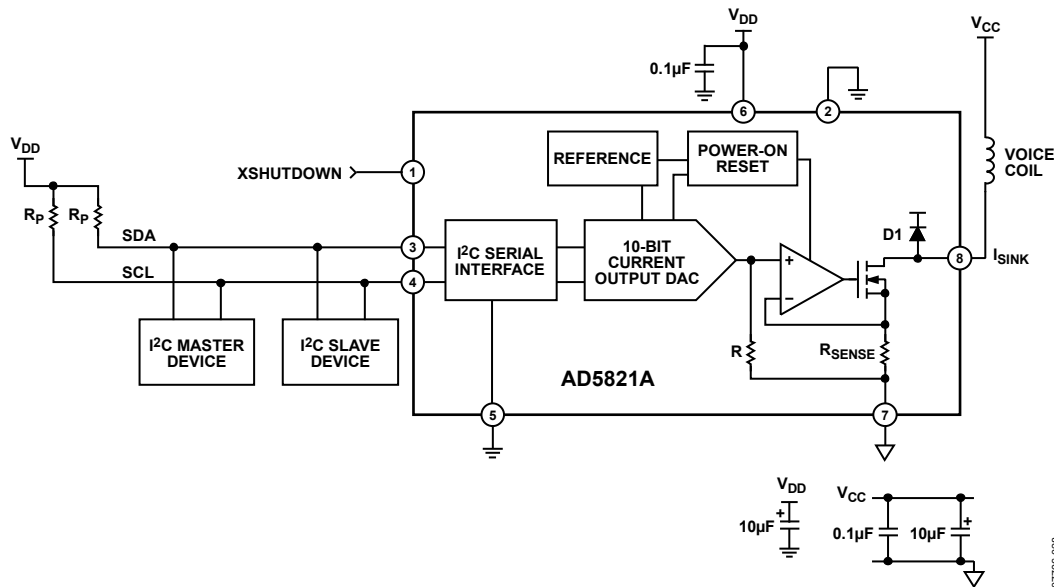 VDD
VCC
0.1µF
6
2
VDD
XSHUTDOWN
1
REFERENCE
POWER-ON
RESET
VOICE
COIL
RP
RP
SDA
3
I²C SERIAL
INTERFACE
10-BIT
CURRENT
OUTPUT DAC
+
−
D1
8
ISINK
SCL
4
I²C MASTER
DEVICE
I²C SLAVE
DEVICE
R
RSENSE
AD5821A
5
7
VDD
+
10µF
VCC
0.1µF
10µF
+